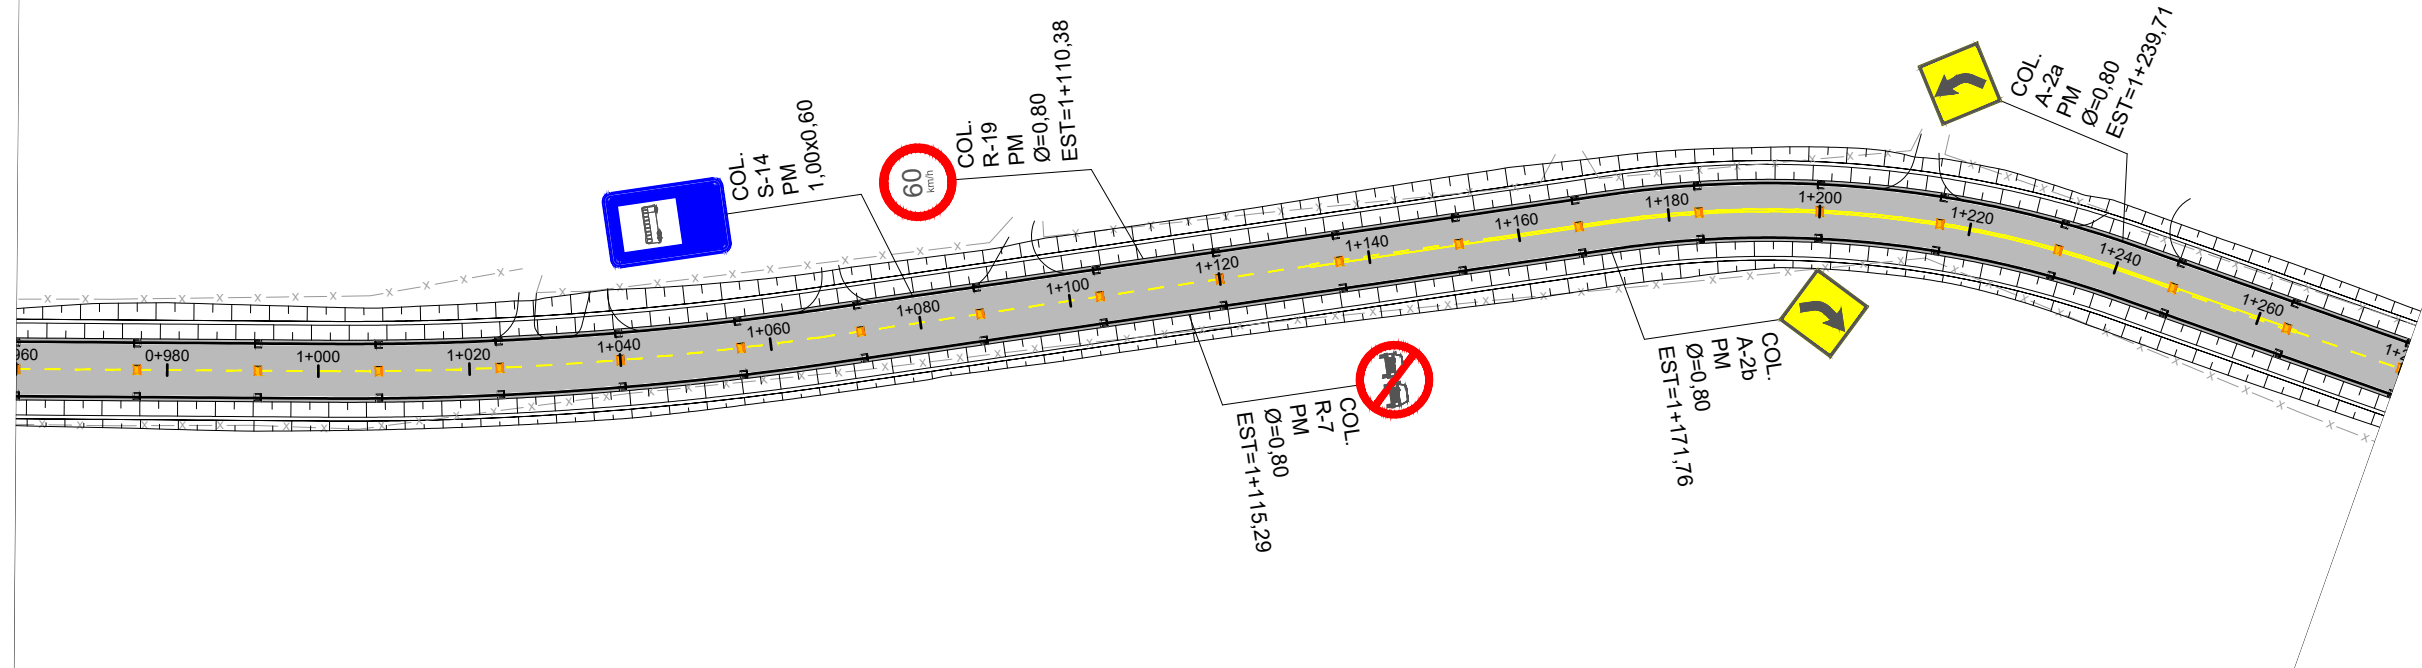 COL.
S-14
PM
1,00x0,60
60
km/h
COL.
R-19
PM
Ø=0,80
EST=1+110,38
COL.
A-2a
PM
Ø=0,80
EST=1+239,71
960
0+980
1+000
1+020
1+040
1+060
1+080
1+100
1+120
1+140
1+160
1+180
1+200
1+220
1+240
1+260
1+2
COL.
R-7
PM
Ø=0,80
EST=1+115,29
COL.
A-2b
PM
Ø=0,80
EST=1+171,76